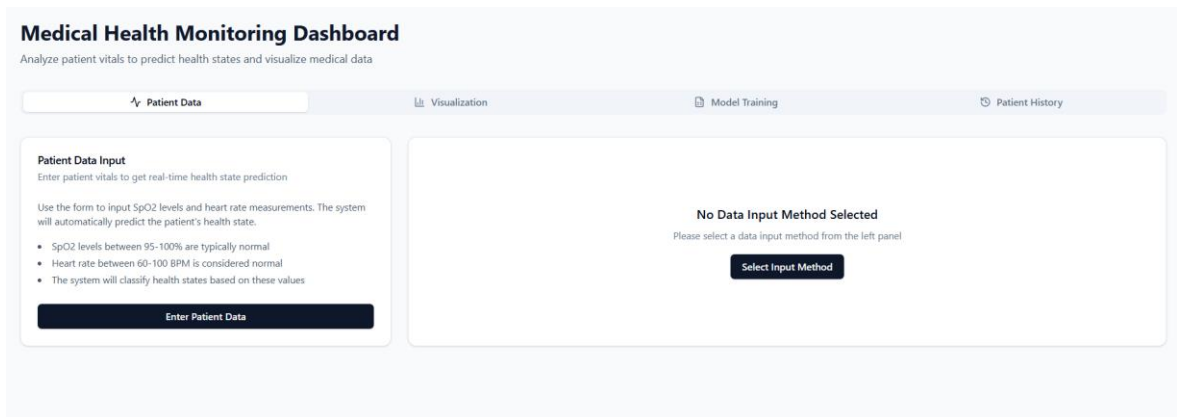 Medical Health Monitoring Dashboard
Analyze patient vitals to predict health states and visualize medical data
Patient Data
Visualization
Model Training
Patient History
Patient Data Input
Enter patient vitals to get real-time health state prediction
Use the form to input SpO2 levels and heart rate measurements. The system
will automatically predict the patient's health state.
• SpO2 levels between 95-100% are typically normal
• Heart rate between 60-100 BPM is considered normal
• The system will classify health states based on these values
Enter Patient Data
No Data Input Method Selected
Please select a data input method from the left panel
Select Input Method